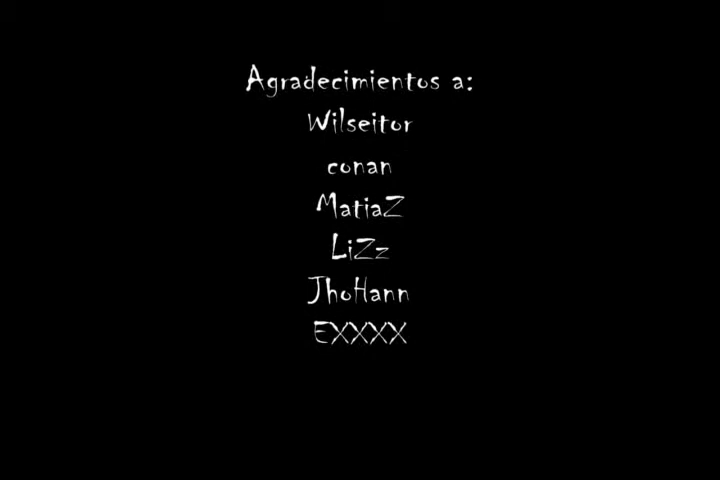 Agradecimientos a:
Wilseitor
conan
MatiaZ
LiZz
JhoHann
EXXXX